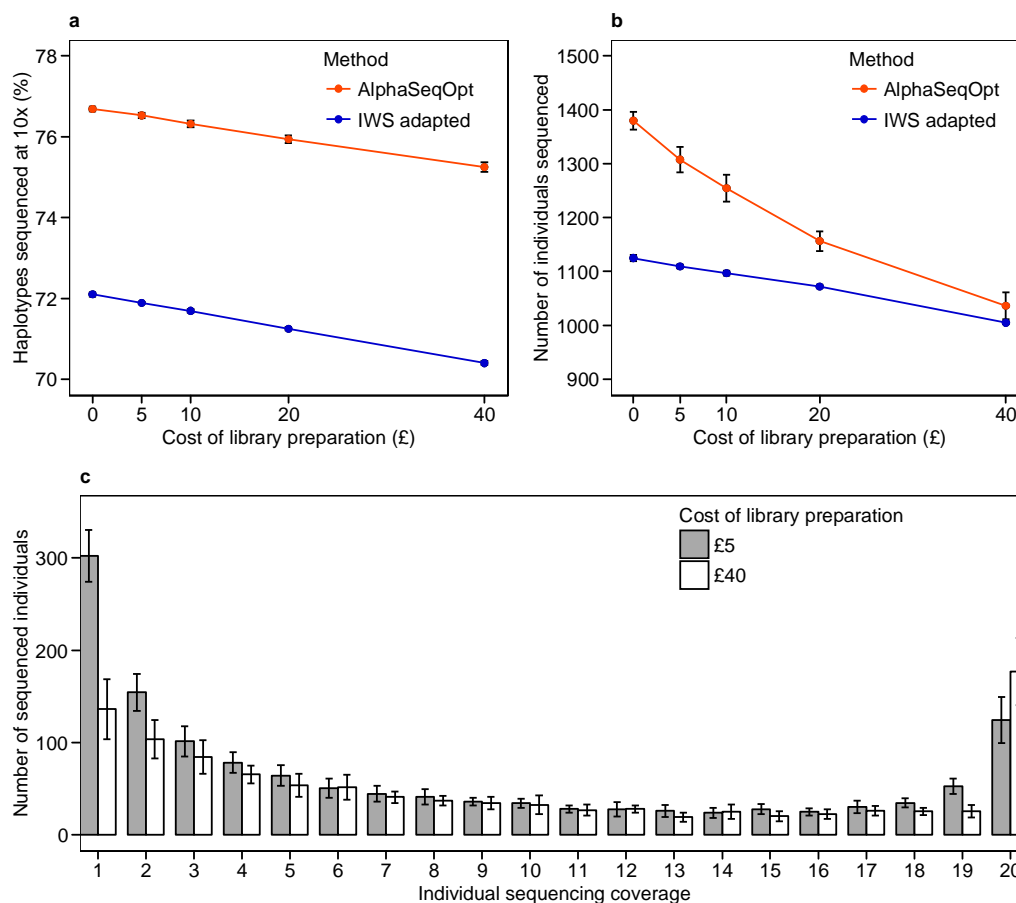 a
Haplotypes sequenced at 10x (%)
78
76
74
72
70
Method
AlphaSeqOpt
IWS adapted
0 5 10 20 40
Cost of library preparation (£)
b
Number of individuals sequenced
1500
1400
1300
1200
1100
1000
900
Method
AlphaSeqOpt
IWS adapted
0 5 10 20 40
Cost of library preparation (£)
c
Number of sequenced individuals
300
200
100
0
Cost of library preparation
£5
£40
1 2 3 4 5 6 7 8 9 10 11 12 13 14 15 16 17 18 19 20
Individual sequencing coverage